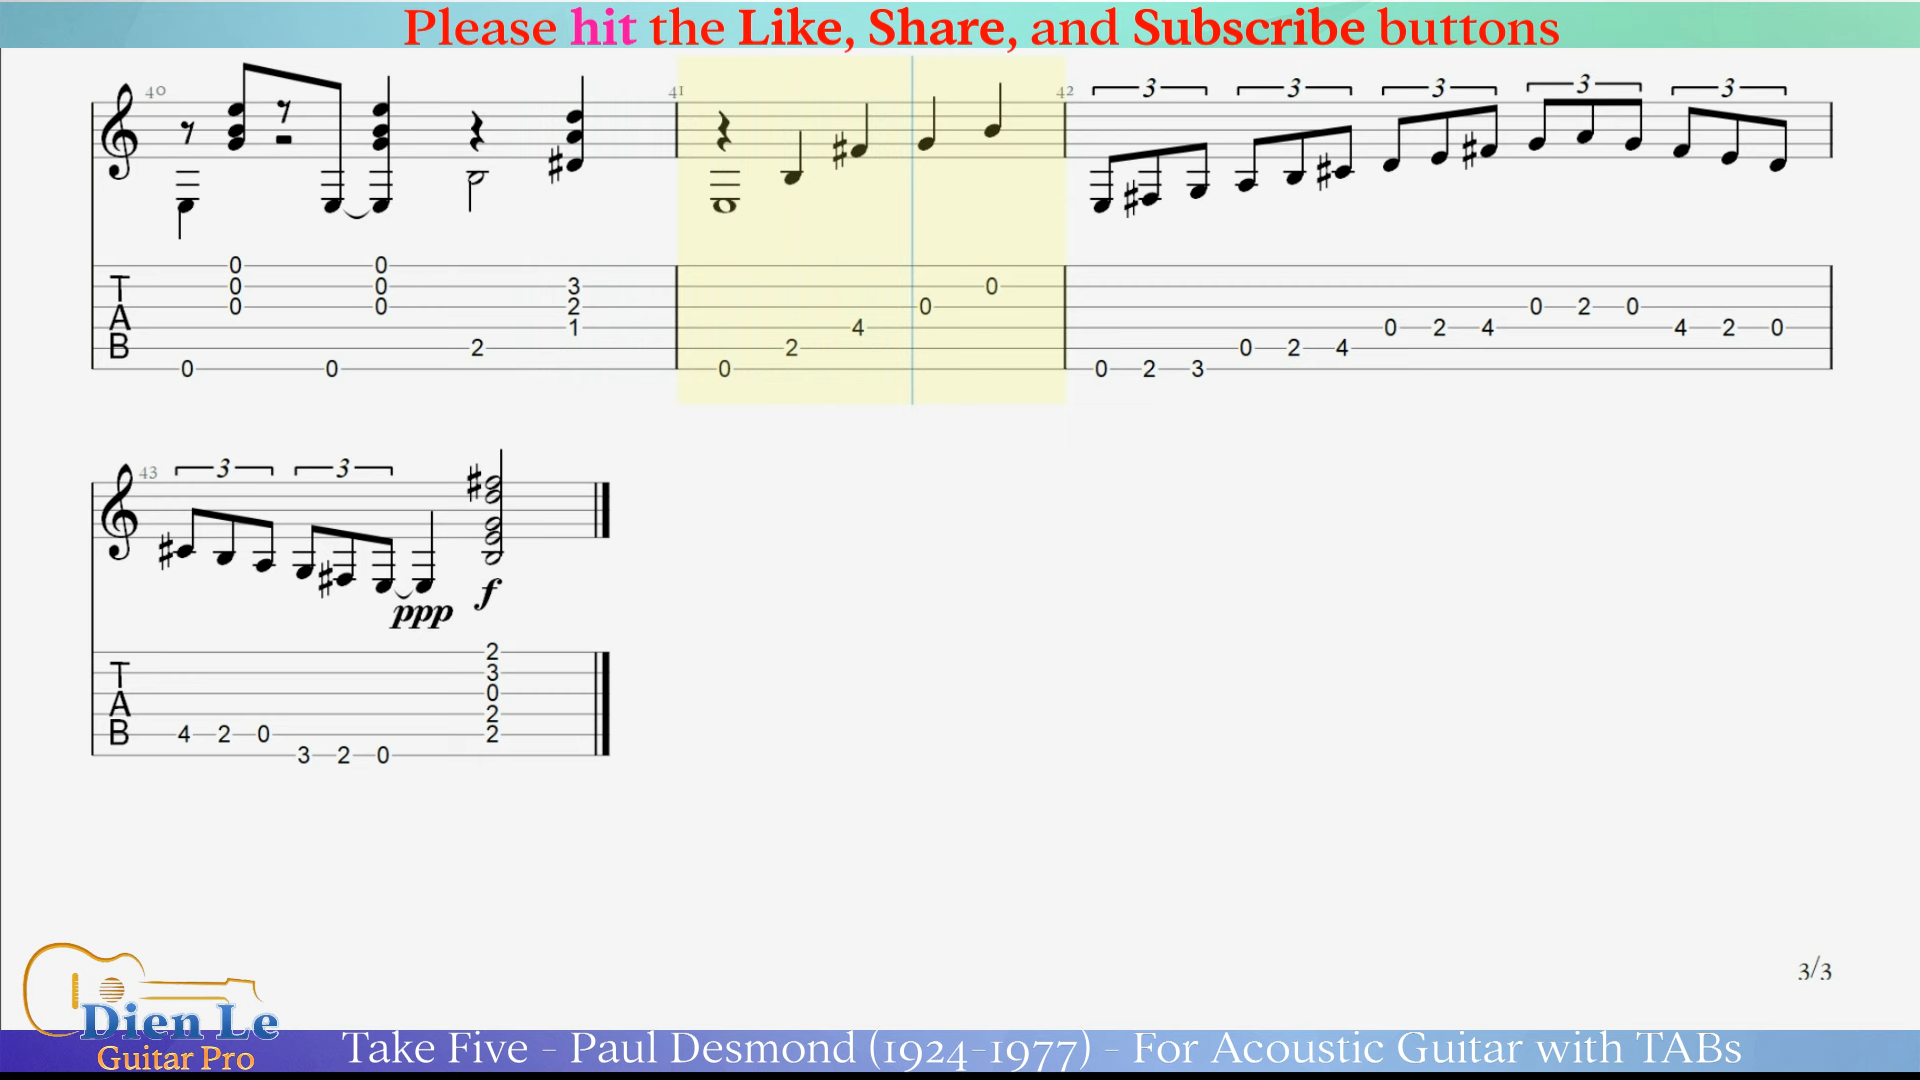 Please hit the Like, Share, and Subscribe buttons
40 41 42 3 3 3 3 3
0 0 0 3 0
0 0 0 2 0 0 2 0
0 0 1 4 0 2 4 4 2 0
T A B 2 2 0 2 4
0 0 0 0 2 3
43 3 3
ppp f
2
3
0
2
T A B 4 2 0 2
3 2 0
3/3
Dien Le
Guitar Pro
Take Five - Paul Desmond (1924-1977) - For Acoustic Guitar with TABs